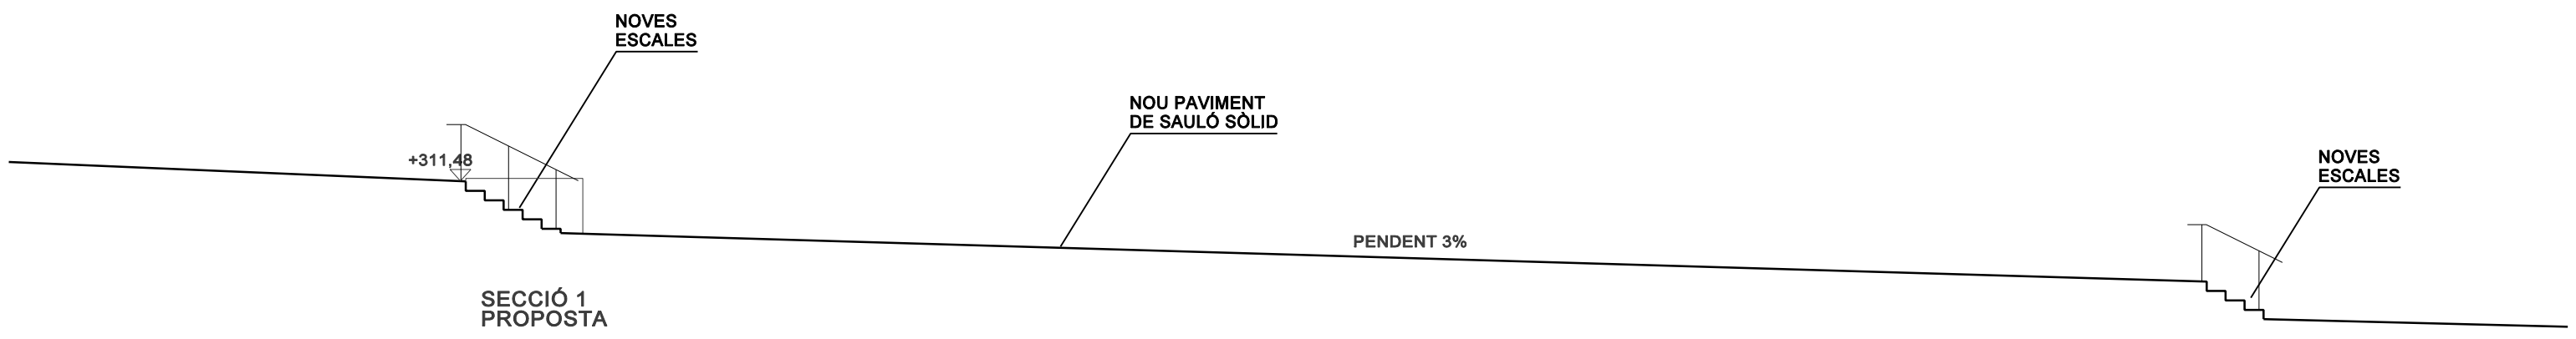 NOVES
ESCALES
NOU PAVIMENT
DE SAULÓ SÒLID
+311,48
NOVES
ESCALES
PENDENT 3%
SECCIÓ 1
PROPOSTA